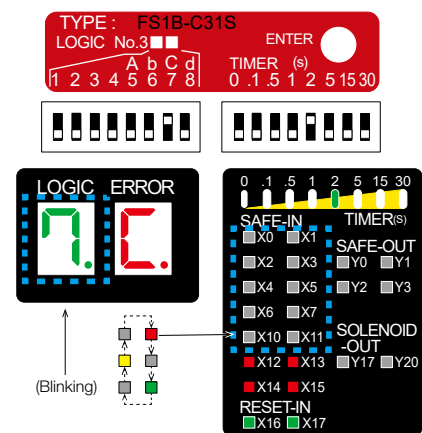 TYPE : FS1B-C31S
LOGIC No.3
ENTER
A b C d
TIMER (s)
1 2 3 4 5 6 7 8
0 .1 .5 1 2 5 15 30
LOGIC ERROR
7. C.
(Blinking)
0 .1 .5 1 2 5 15 30
SAFE-IN TIMER(S)
X0 X1
SAFE-OUT
X2 X3 Y0 Y1
X4 X5 Y2 Y3
X6 X7
SOLENOID
-OUT
X10 X11
X12 X13 Y17 Y20
X14 X15
RESET-IN
X16 X17